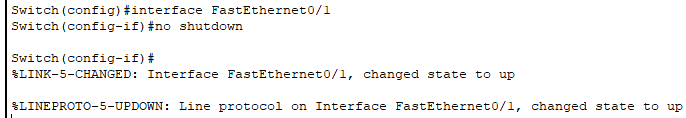 Switch(config)#interface FastEthernet0/1
Switch(config-if)#no shutdown
Switch(config-if)#
%LINK-5-CHANGED: Interface FastEthernet0/1, changed state to up
%LINEPROTO-5-UPDOWN: Line protocol on Interface FastEthernet0/1, changed state to up